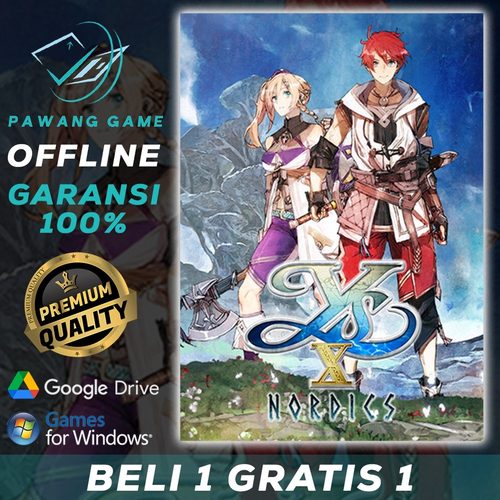 PAWANG GAME
OFFLINE
GARANSI
100%
PREMIUM
QUALITY
Google Drive
Games
for Windows®
Ys
X
NORDICS
BELI 1 GRATIS 1